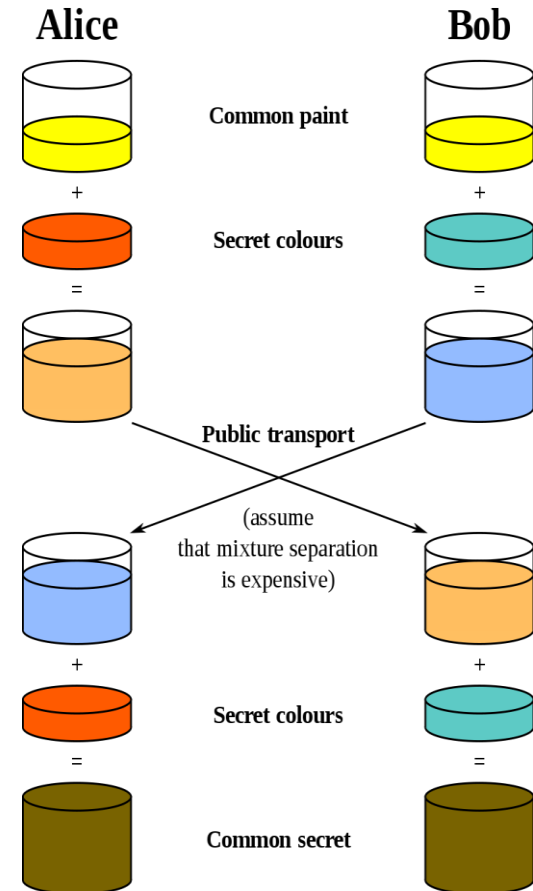 Alice Bob
Common paint
+ +
Secret colours
= =
Public transport
(assume
that mixture separation
is expensive)
+ +
Secret colours
= =
Common secret